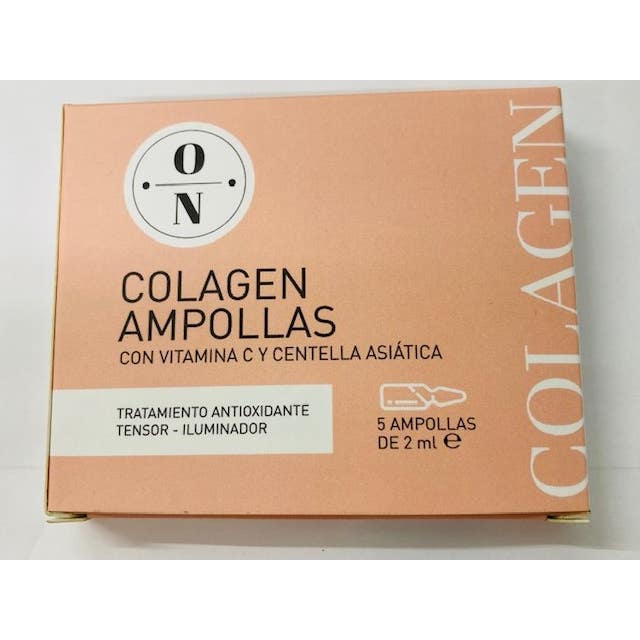 O
N
COLAGEN
AMPOLLAS
CON VITAMINA C Y CENTELLA ASIÁTICA
TRATAMIENTO ANTIOXIDANTE
TENSOR - ILUMINADOR
5 AMPOLLAS
DE 2 ml ℮
COLAGEN